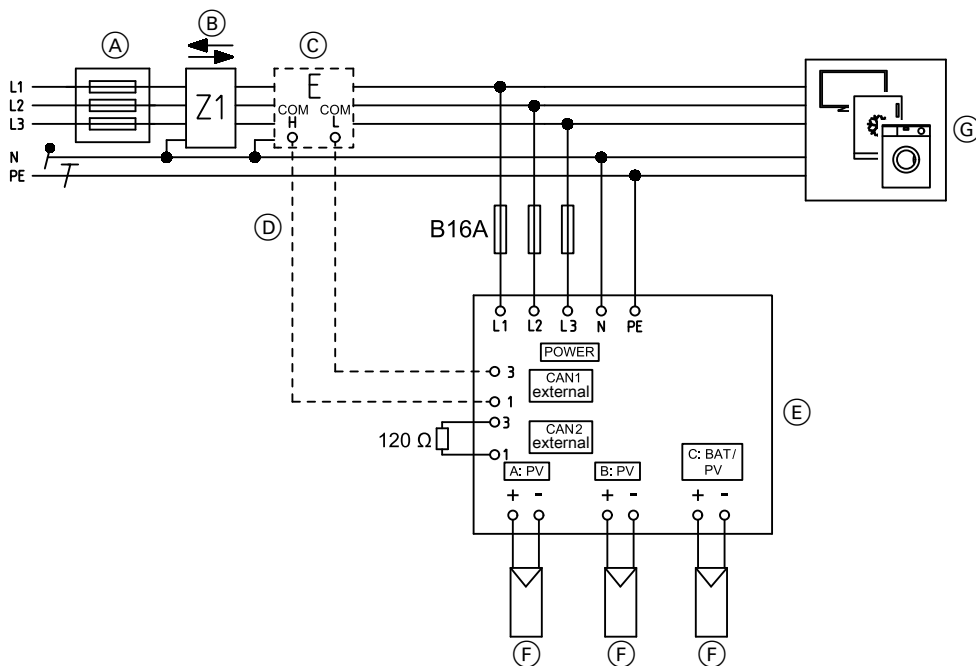 A
B
C
L1
L2
L3
N
PE
Z1
E
COM
H
COM
L
G
D
B16A
L1 L2 L3 N PE
POWER
3
CAN1
external
1
3
CAN2
external
1
120 Ω
E
A: PV
B: PV
C: BAT/
PV
+ - + - + -
F F F